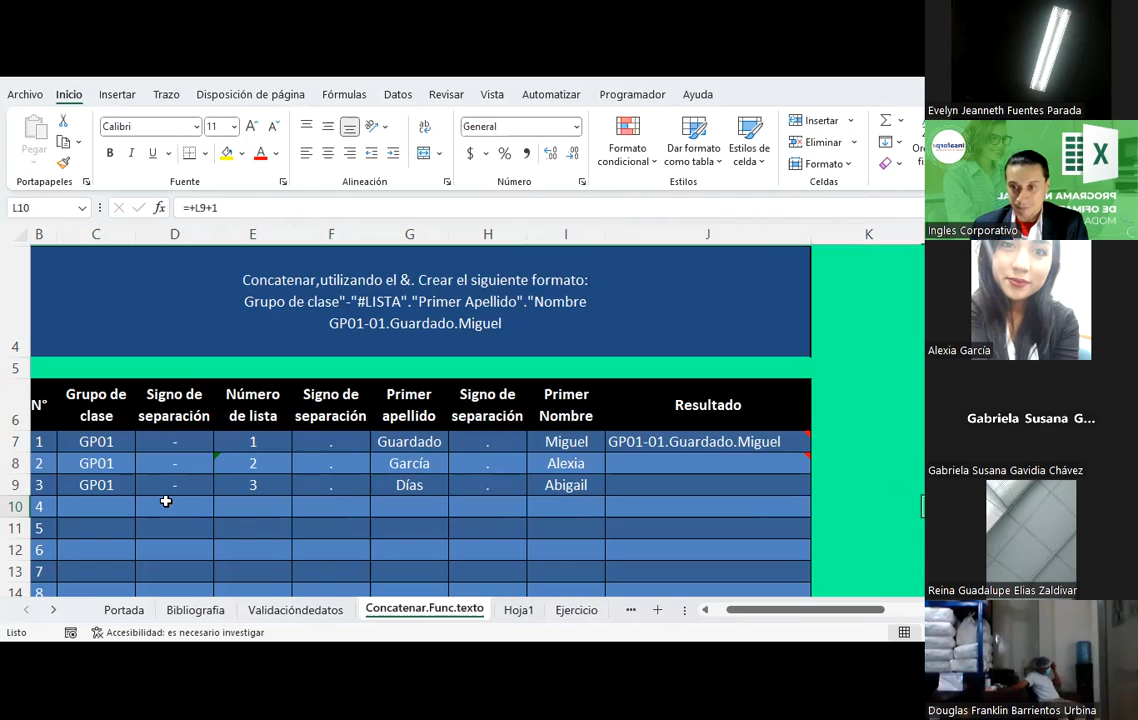 Archivo Inicio Insertar Trazo Disposición de página Fórmulas Datos Revisar Vista Automatizar Programador Ayuda
Calibri 11 General Insertar
Pegar N K S $ % Formato condicional Dar formato como tabla Estilos de celda Eliminar Formato
Portapapeles Fuente Alineación Número Estilos Celdas
L10 fx =+L9+1
B C D E F G H I J K
Concatenar,utilizando el &. Crear el siguiente formato:
Grupo de clase"-"#LISTA"."Primer Apellido"."Nombre
4 GP01-01.Guardado.Miguel
5
6 N° Grupo de clase Signo de separación Número de lista Signo de separación Primer apellido Signo de separación Primer Nombre Resultado
7 1 GP01 - 1 . Guardado . Miguel GP01-01.Guardado.Miguel
8 2 GP01 - 2 . García . Alexia
9 3 GP01 - 3 . Días . Abigail
10 4
11 5
12 6
13 7
14 8
Portada Bibliografia Validacióndedatos Concatenar.Func.texto Hoja1 Ejercicio
Listo Accesibilidad: es necesario investigar
Evelyn Jeanneth Fuentes Parada
Ingles Corporativo
Alexia García
Gabriela Susana G...
Gabriela Susana Gavidia Chávez
Reina Guadalupe Elias Zaldivar
Douglas Franklin Barrientos Urbina